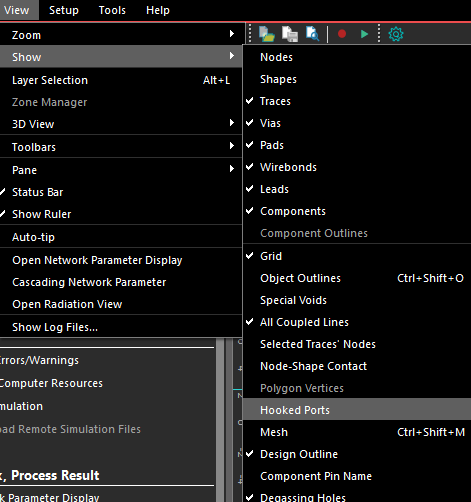 View Setup Tools Help
Zoom
Show
Layer Selection Alt+L
Zone Manager
3D View
Toolbars
Pane
Status Bar
Show Ruler
Auto-tip
Open Network Parameter Display
Cascading Network Parameter
Open Radiation View
Show Log Files...
Nodes
Shapes
Traces
Vias
Pads
Wirebonds
Leads
Components
Component Outlines
Grid
Object Outlines Ctrl+Shift+O
Special Voids
All Coupled Lines
Selected Traces' Nodes
Node-Shape Contact
Polygon Vertices
Hooked Ports
Mesh Ctrl+Shift+M
Design Outline
Component Pin Name
Degassing Holes
Errors/Warnings
Computer Resources
mulation
oad Remote Simulation Files
, Process Result
k Parameter Display